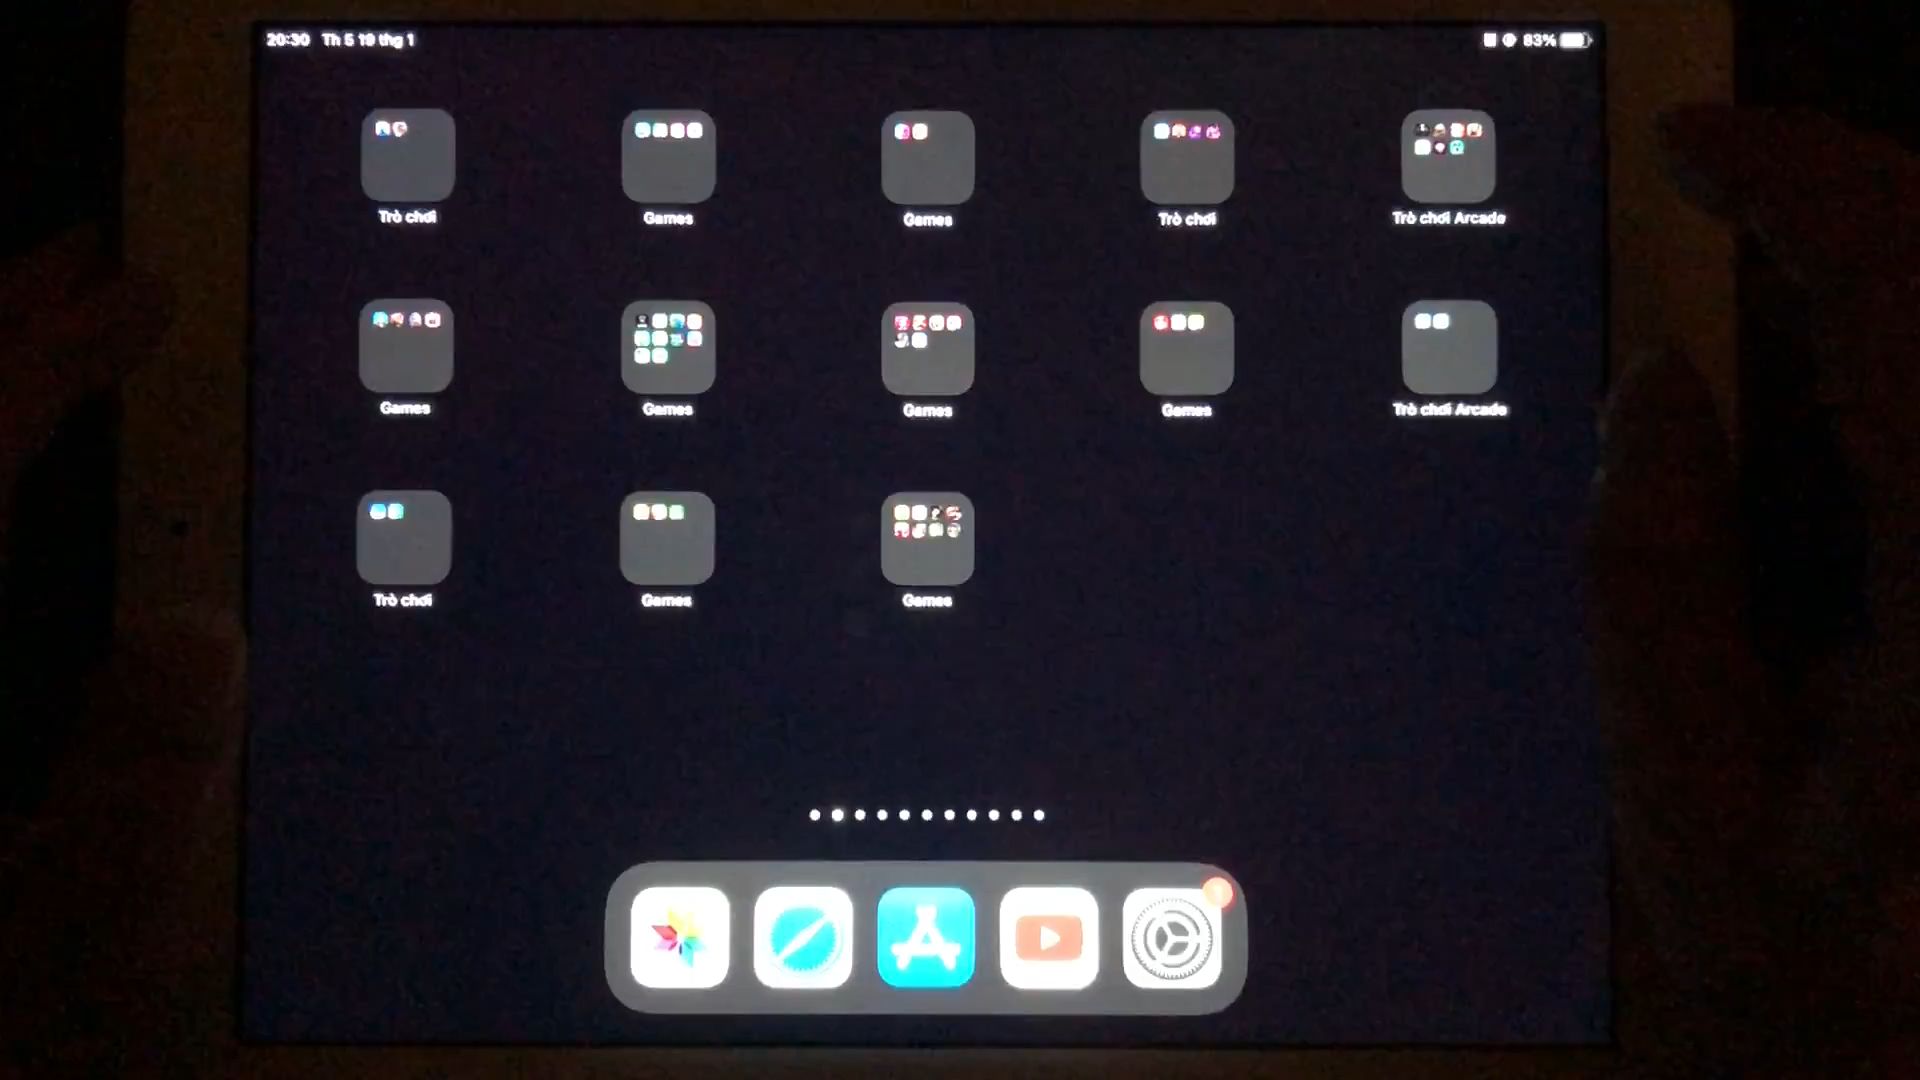 20:30 Th 5 19 thg 1
83%
Trò chơi
Games
Games
Trò chơi
Trò chơi Arcade
Games
Games
Games
Games
Trò chơi Arcade
Trò chơi
Games
Games